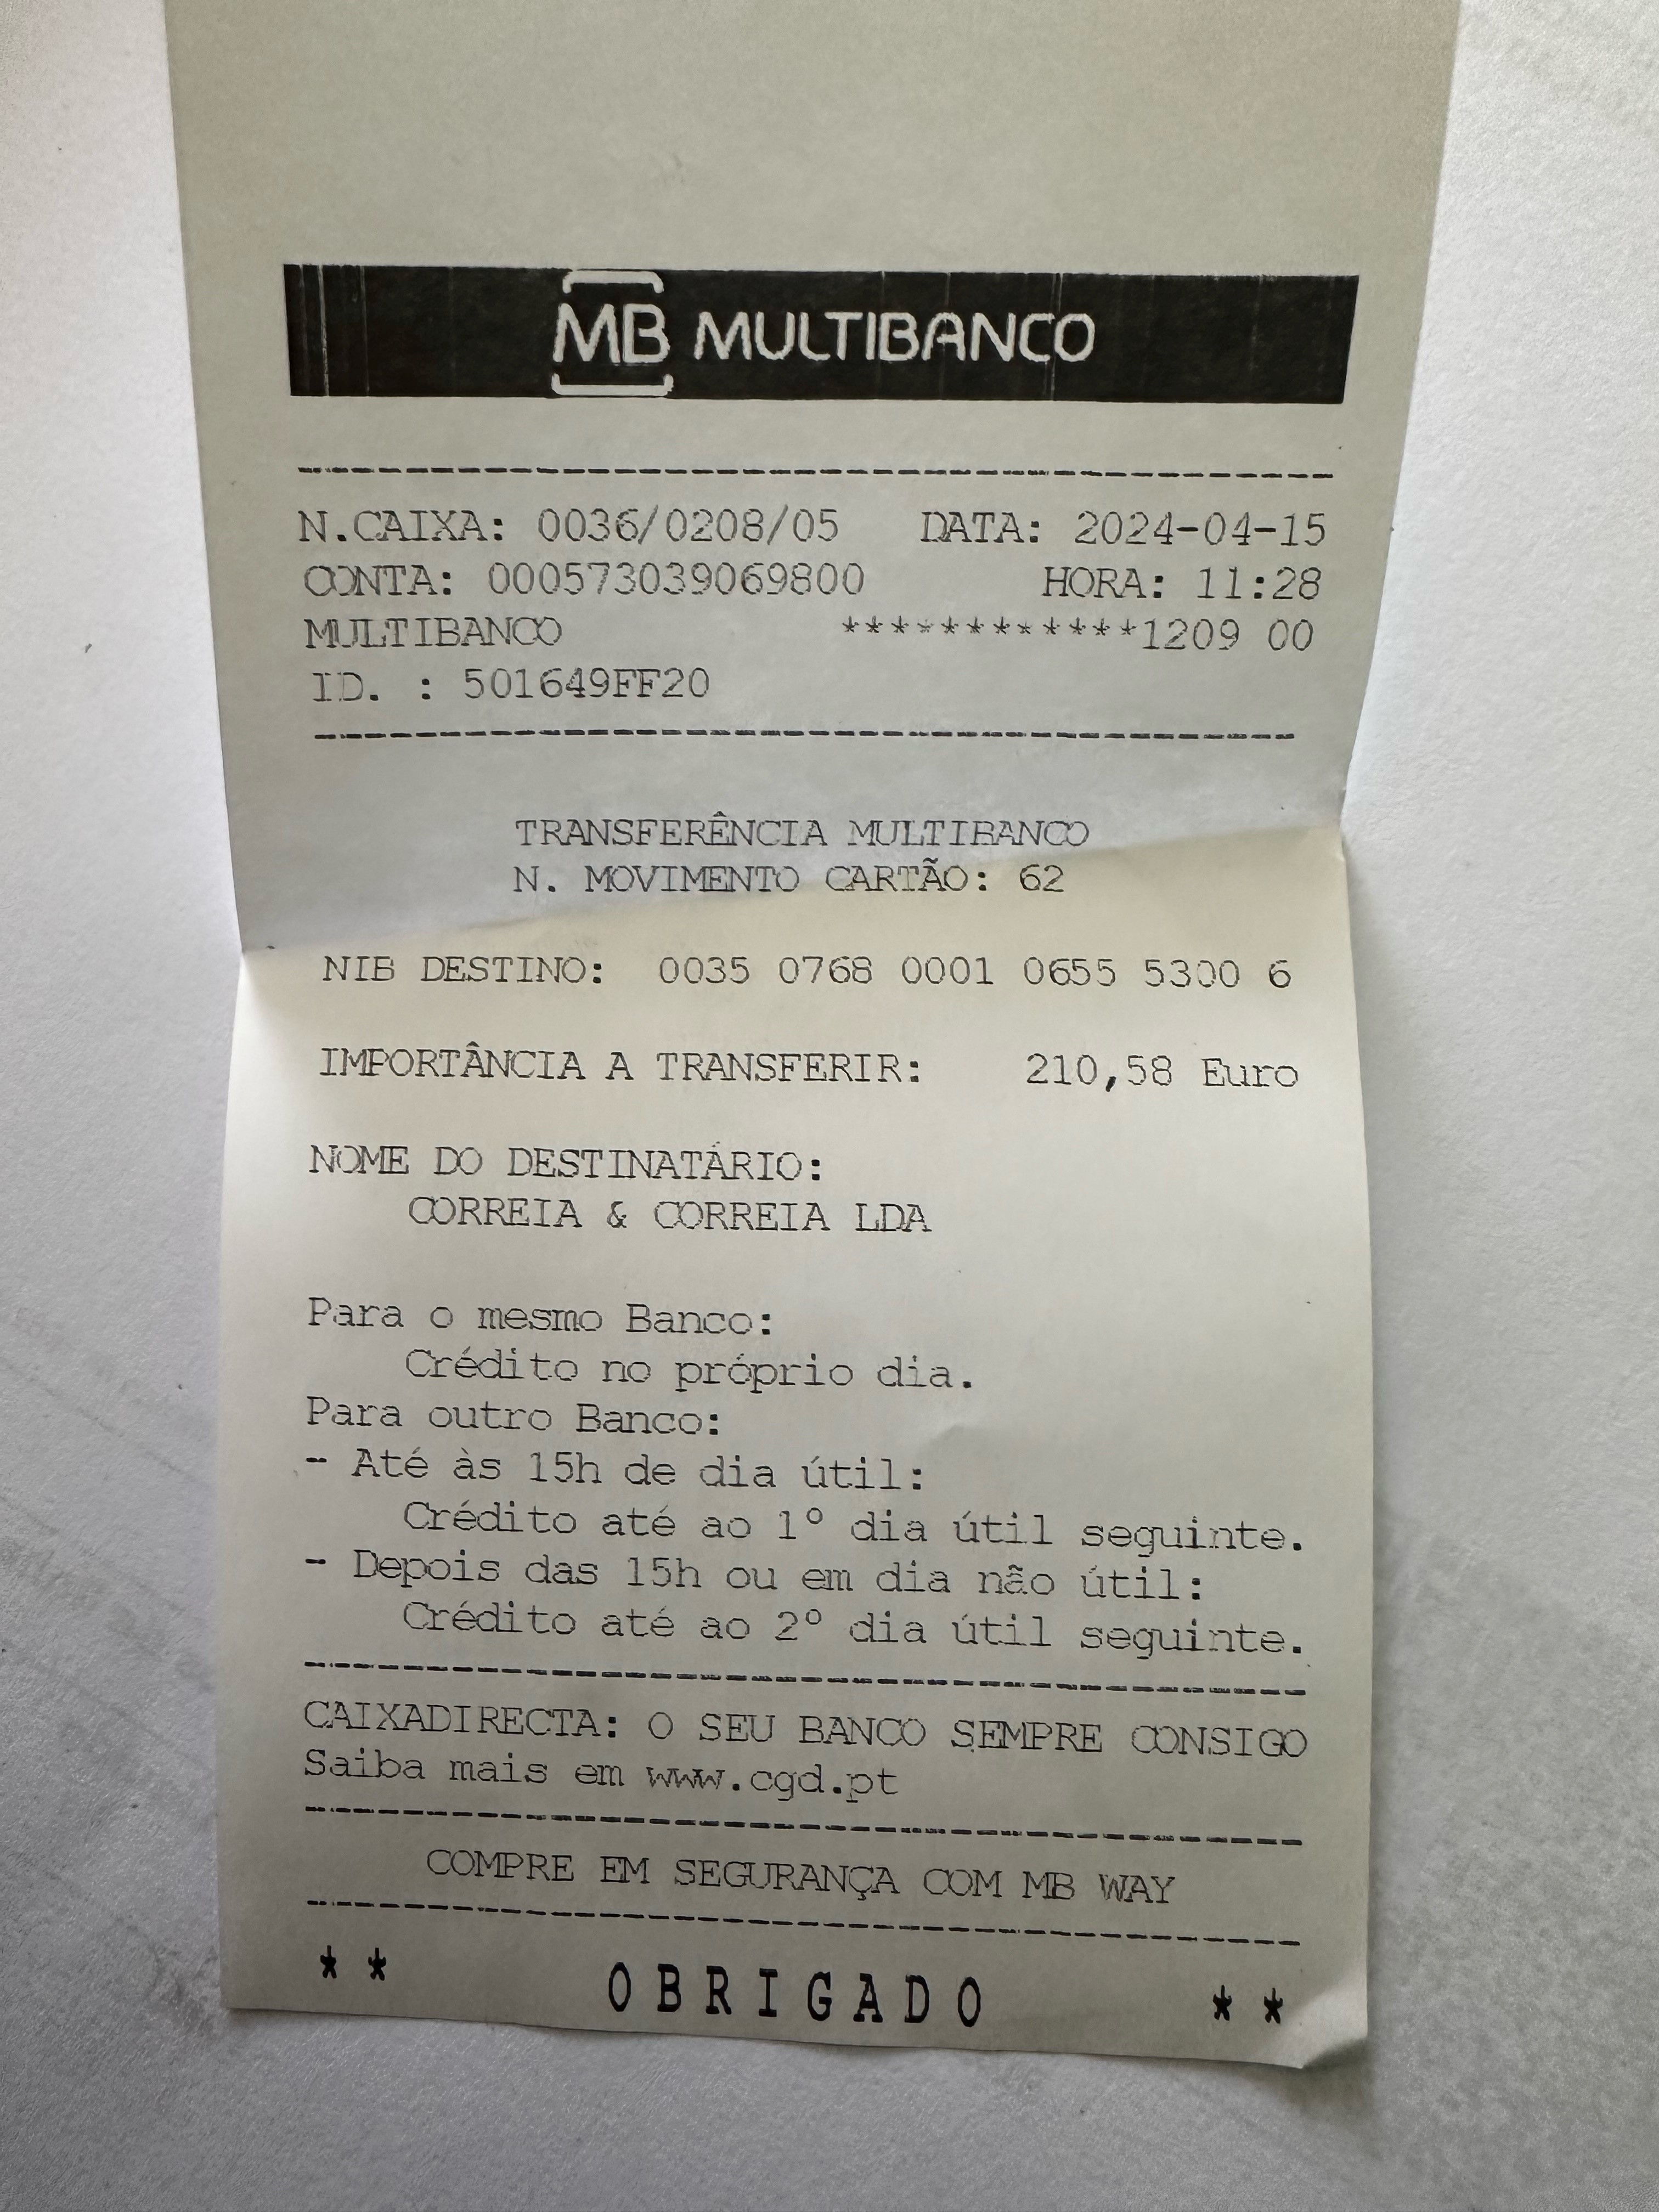 MB MULTIBANCO
N.CAIXA: 0036/0208/05 DATA: 2024-04-15
CONTA: 000573039069800 HORA: 11:28
MULTIBANCO ************1209 00
ID. : 501649FF20
TRANSFERÊNCIA MULTIBANCO
N. MOVIMENTO CARTÃO: 62
NIB DESTINO: 0035 0768 0001 0655 5300 6
IMPORTÂNCIA A TRANSFERIR: 210,58 Euro
NOME DO DESTINATÁRIO:
CORREIA & CORREIA LDA
Para o mesmo Banco:
Crédito no próprio dia.
Para outro Banco:
- Até às 15h de dia útil:
Crédito até ao 1º dia útil seguinte.
- Depois das 15h ou em dia não útil:
Crédito até ao 2º dia útil seguinte.
CAIXADIRECTA: O SEU BANCO SEMPRE CONSIGO
Saiba mais em www.cgd.pt
COMPRE EM SEGURANÇA COM MB WAY
** OBRIGADO **